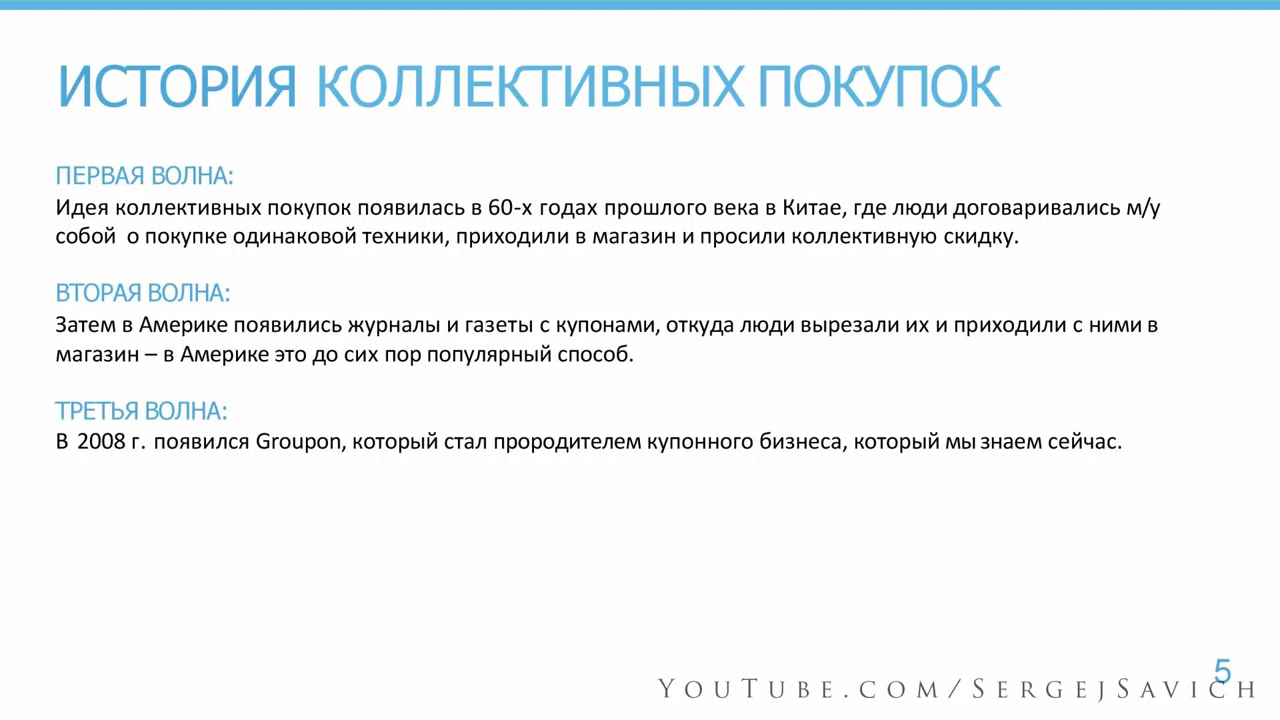 ИСТОРИЯ КОЛЛЕКТИВНЫХ ПОКУПОК
ПЕРВАЯ ВОЛНА:
Идея коллективных покупок появилась в 60-х годах прошлого века в Китае, где люди договаривались м/у
собой о покупке одинаковой техники, приходили в магазин и просили коллективную скидку.
ВТОРАЯ ВОЛНА:
Затем в Америке появились журналы и газеты с купонами, откуда люди вырезали их и приходили с ними в
магазин – в Америке это до сих пор популярный способ.
ТРЕТЬЯ ВОЛНА:
В 2008 г. появился Groupon, который стал прородителем купонного бизнеса, который мы знаем сейчас.
5
YouTube.com/SergejSavich